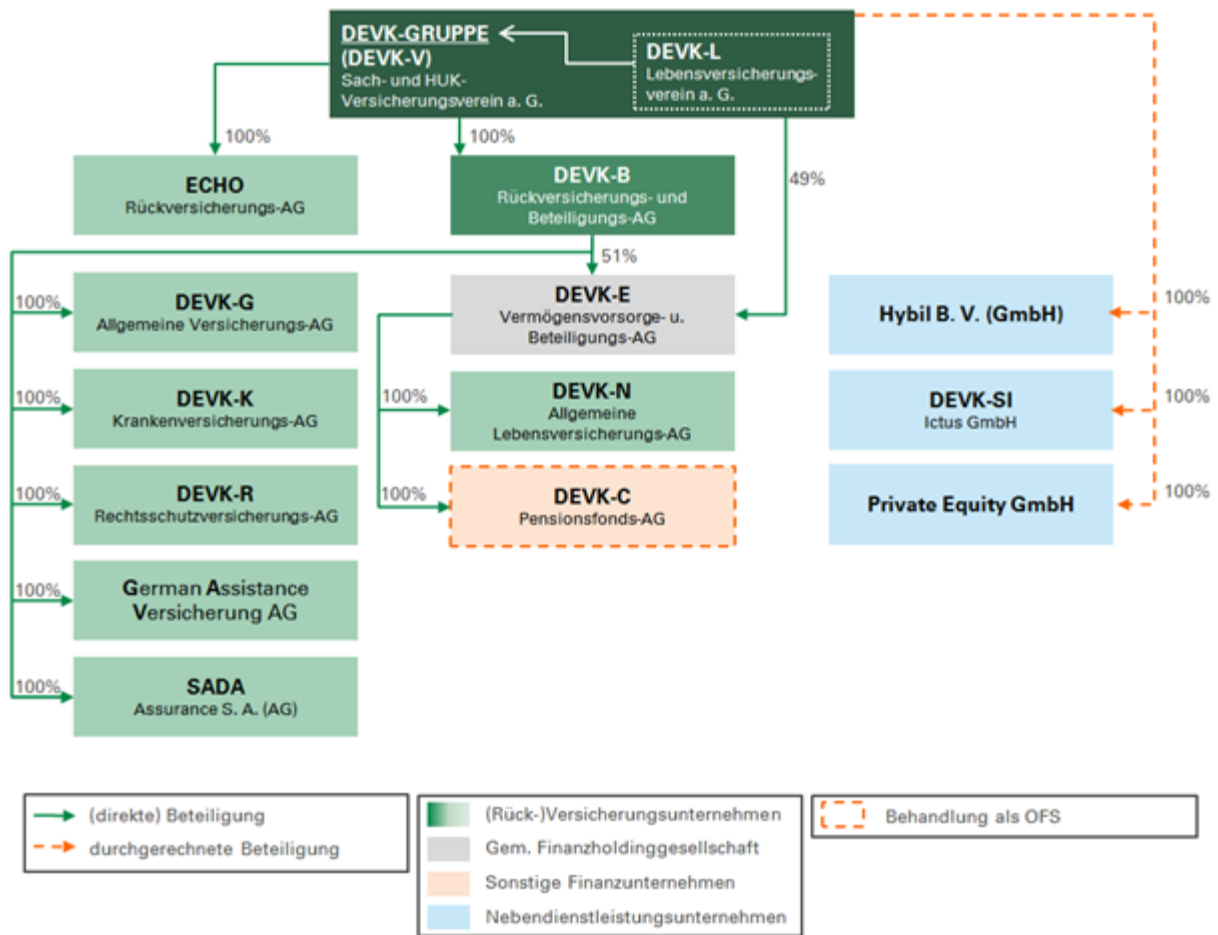 DEVK-GRUPPE
(DEVK-V)
Sach- und HUK-
Versicherungsverein a. G.
DEVK-L
Lebensversicherungs-
verein a. G.
100%
100%
49%
ECHO
Rückversicherungs-AG
DEVK-B
Rückversicherungs- und
Beteiligungs-AG
51%
100%
DEVK-G
Allgemeine Versicherungs-AG
DEVK-E
Vermögensvorsorge- u.
Beteiligungs-AG
Hybil B. V. (GmbH)
100%
100%
DEVK-K
Krankenversicherungs-AG
100%
DEVK-N
Allgemeine
Lebensversicherungs-AG
DEVK-SI
Ictus GmbH
100%
100%
DEVK-R
Rechtsschutzversicherungs-AG
100%
DEVK-C
Pensionsfonds-AG
Private Equity GmbH
100%
100%
German Assistance
Versicherung AG
100%
SADA
Assurance S. A. (AG)
(direkte) Beteiligung
durchgerechnete Beteiligung
(Rück-)Versicherungsunternehmen
Gem. Finanzholdinggesellschaft
Sonstige Finanzunternehmen
Nebendienstleistungsunternehmen
Behandlung als OFS